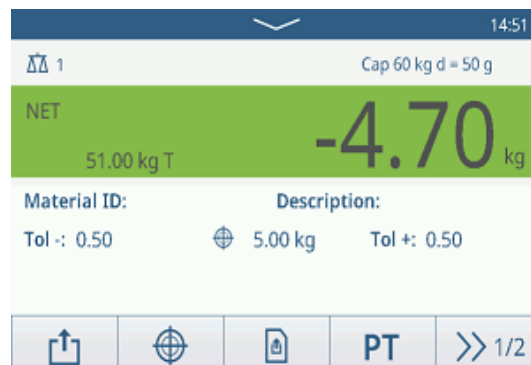 14:51
1 Cap 60 kg d = 50 g
NET
-4.70 kg
51.00 kg T
Material ID: Description:
Tol -: 0.50 5.00 kg Tol +: 0.50
PT 1/2